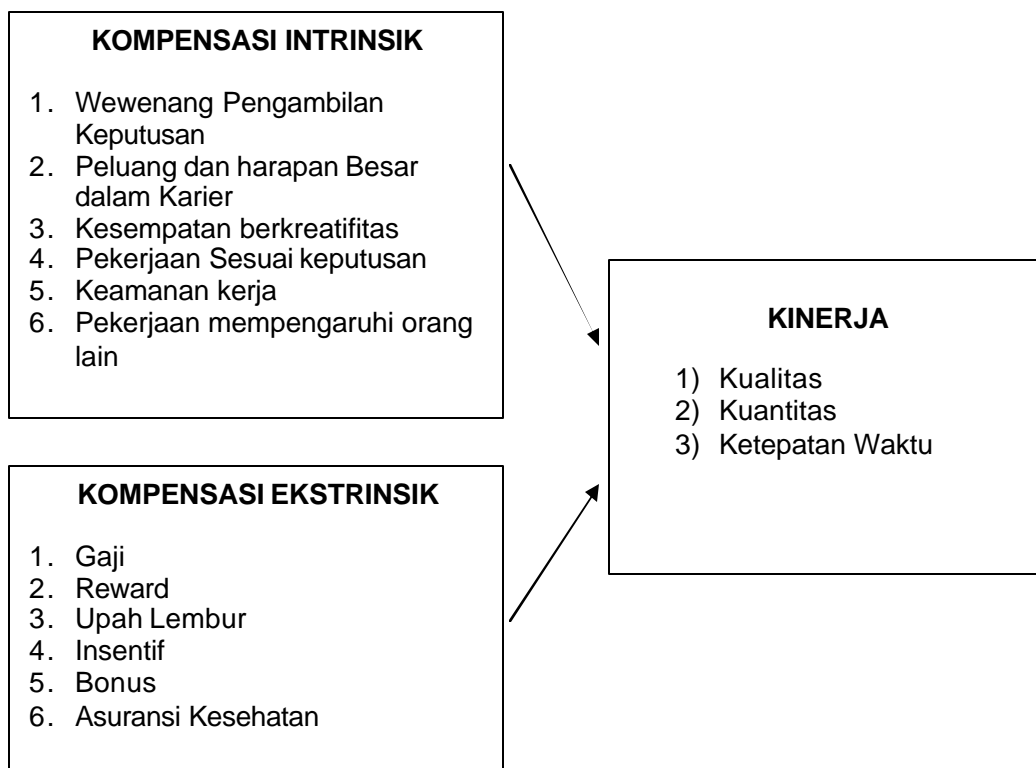 KOMPENSASI INTRINSIK
1. Wewenang Pengambilan
Keputusan
2. Peluang dan harapan Besar
dalam Karier
3. Kesempatan berkreatifitas
4. Pekerjaan Sesuai keputusan
5. Keamanan kerja
6. Pekerjaan mempengaruhi orang
lain
KOMPENSASI EKSTRINSIK
1. Gaji
2. Reward
3. Upah Lembur
4. Insentif
5. Bonus
6. Asuransi Kesehatan
KINERJA
1) Kualitas
2) Kuantitas
3) Ketepatan Waktu